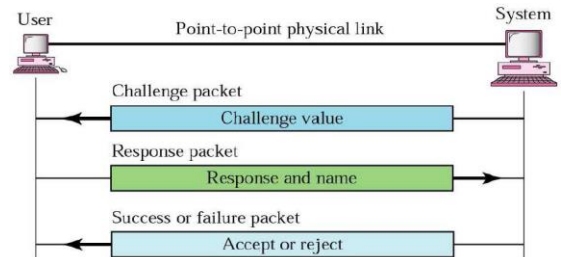 User
System
Point-to-point physical link
Challenge packet
Challenge value
Response packet
Response and name
Success or failure packet
Accept or reject